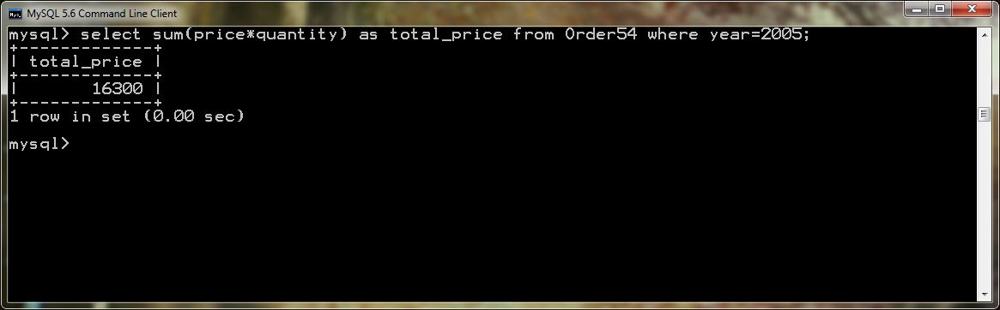 MySQL 5.6 Command Line Client
mysql> select sum(price*quantity) as total_price from Order54 where year=2005;
+-------------+
| total_price |
+-------------+
|       16300 |
+-------------+
1 row in set (0.00 sec)
mysql>